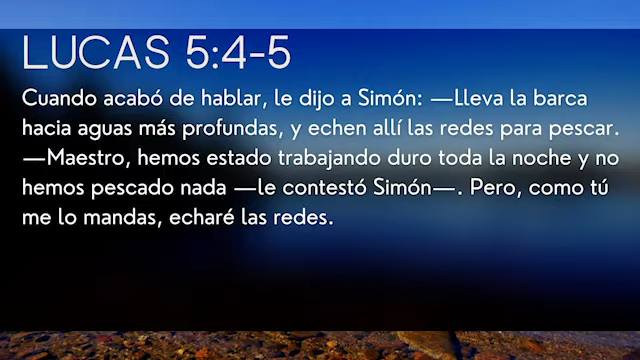 LUCAS 5:4-5
Cuando acabó de hablar, le dijo a Simón: —Lleva la barca
hacia aguas más profundas, y echen allí las redes para pescar.
—Maestro, hemos estado trabajando duro toda la noche y no
hemos pescado nada —le contestó Simón—. Pero, como tú
me lo mandas, echaré las redes.